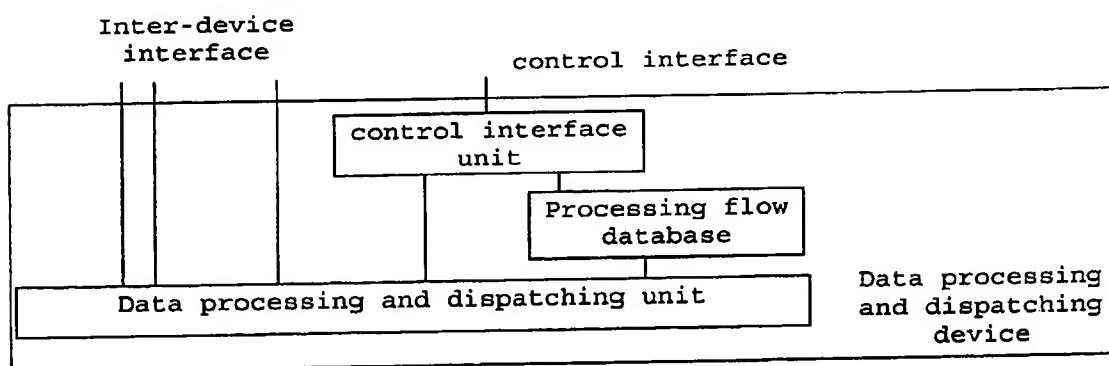 Inter-device
interface
control interface
control interface
unit
Processing flow
database
Data processing and dispatching unit
Data processing
and dispatching
device